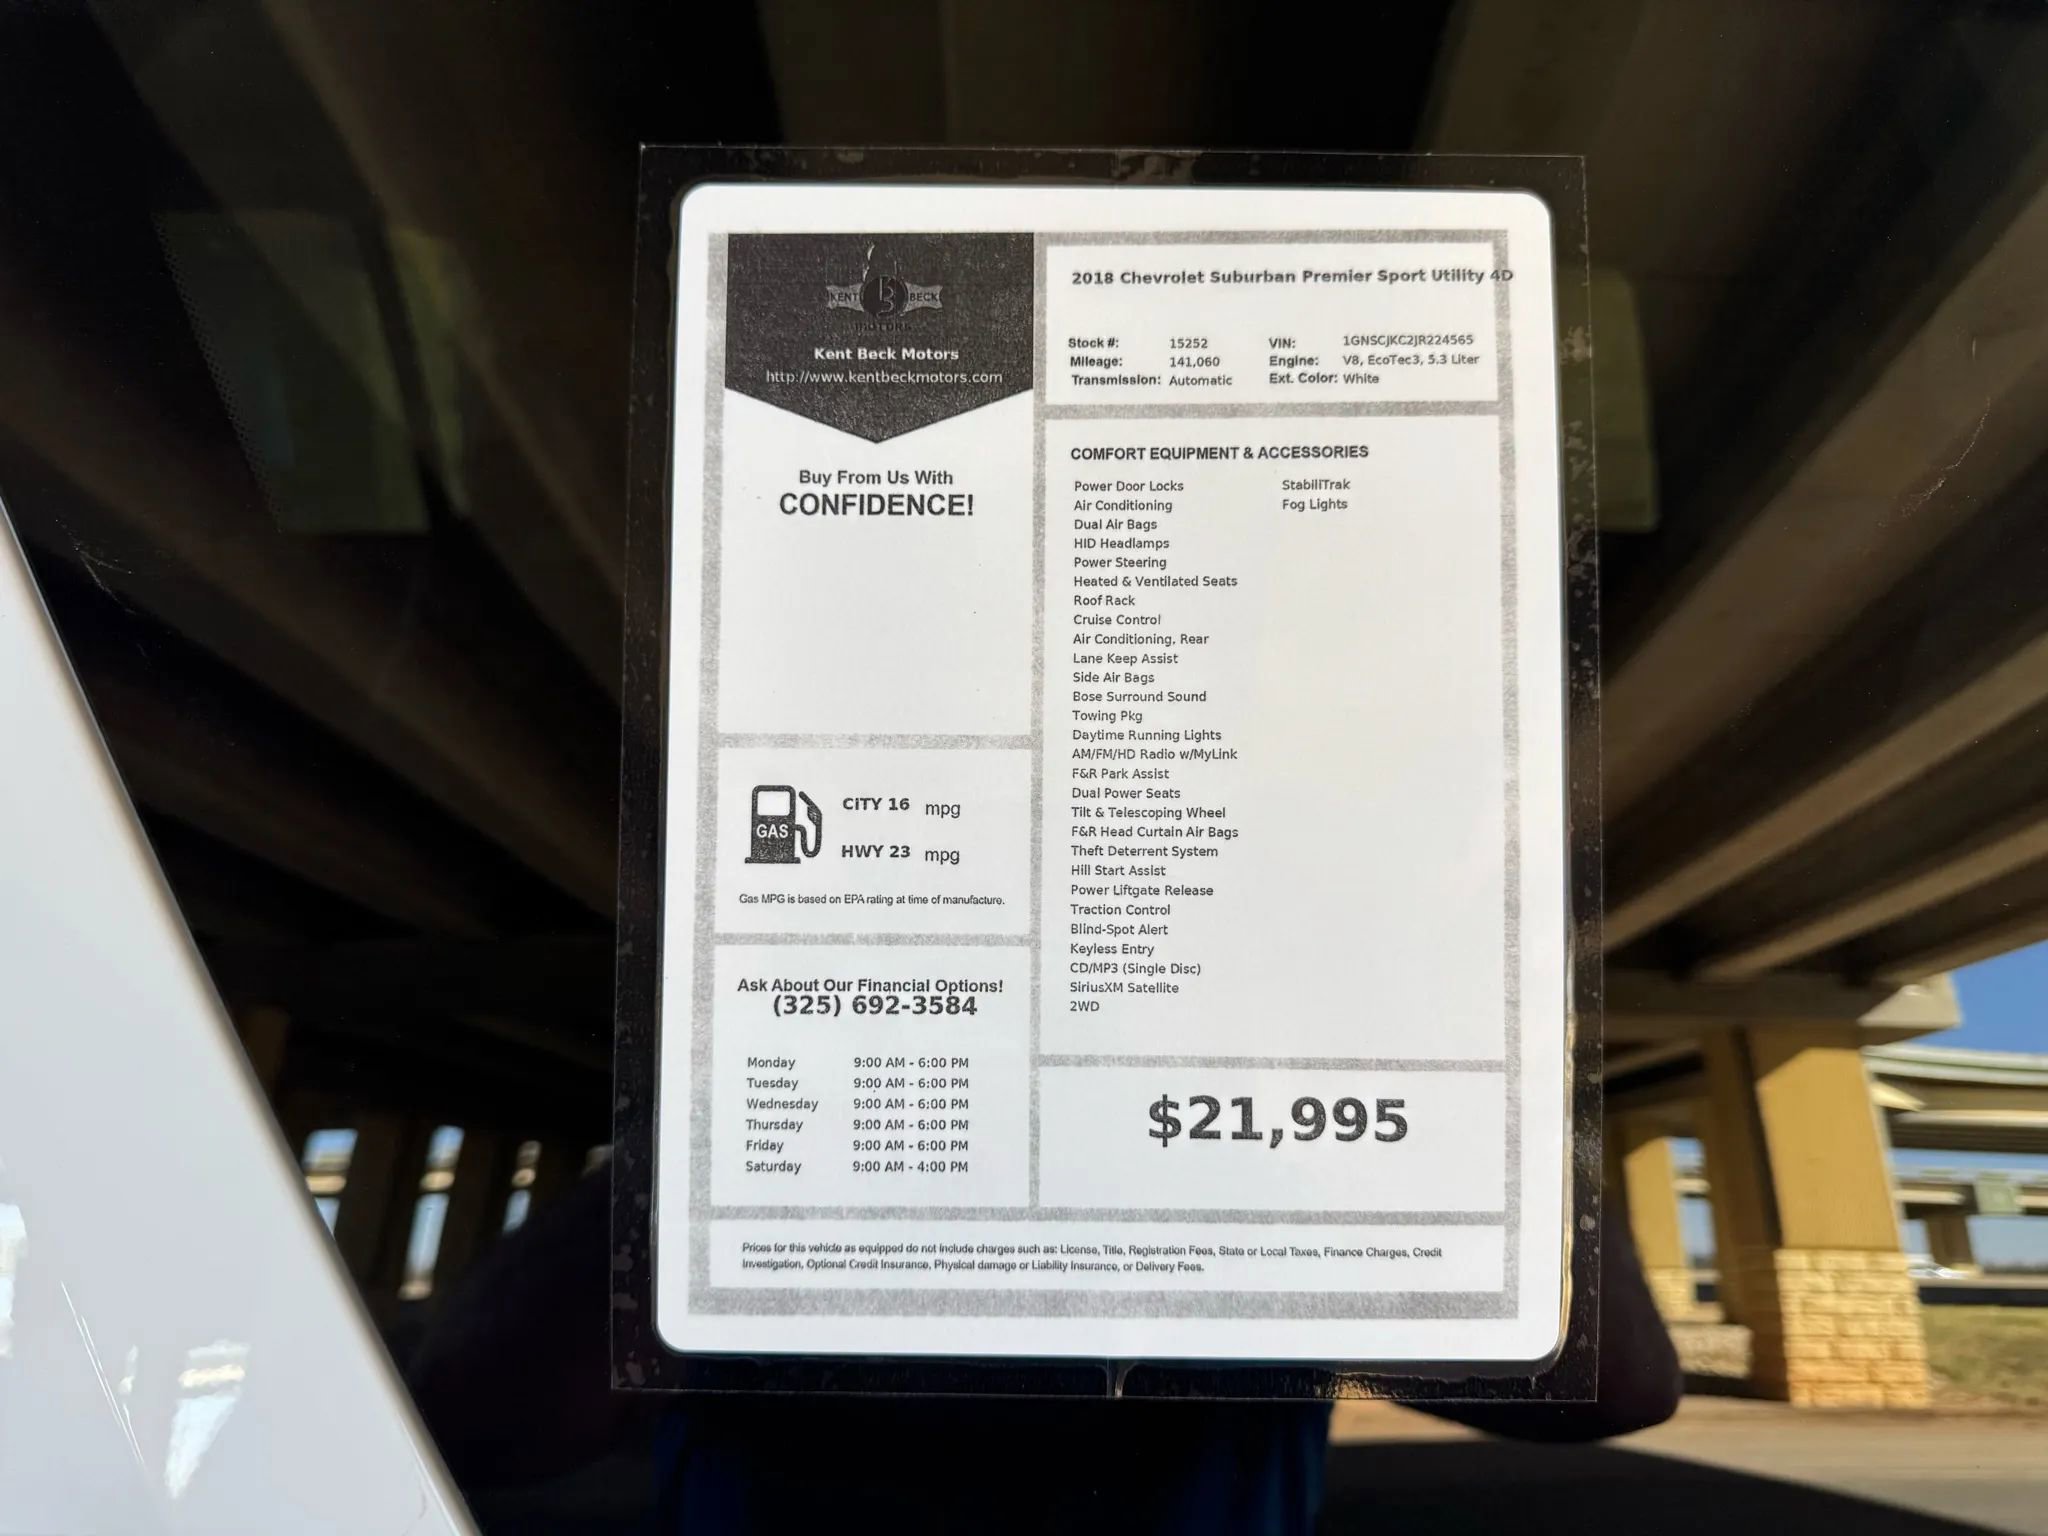 KENT B BECK
MOTORS
Kent Beck Motors
http://www.kentbeckmotors.com
Buy From Us With
CONFIDENCE!
GAS
CITY 16 mpg
HWY 23 mpg
Gas MPG is based on EPA rating at time of manufacture.
Ask About Our Financial Options!
(325) 692-3584
Monday 9:00 AM - 6:00 PM
Tuesday 9:00 AM - 6:00 PM
Wednesday 9:00 AM - 6:00 PM
Thursday 9:00 AM - 6:00 PM
Friday 9:00 AM - 6:00 PM
Saturday 9:00 AM - 4:00 PM
2018 Chevrolet Suburban Premier Sport Utility 4D
Stock #: 15252 VIN: 1GNSCJKC2JR224565
Mileage: 141,060 Engine: V8, EcoTec3, 5.3 Liter
Transmission: Automatic Ext. Color: White
COMFORT EQUIPMENT & ACCESSORIES
Power Door Locks
Air Conditioning
Dual Air Bags
HID Headlamps
Power Steering
Heated & Ventilated Seats
Roof Rack
Cruise Control
Air Conditioning, Rear
Lane Keep Assist
Side Air Bags
Bose Surround Sound
Towing Pkg
Daytime Running Lights
AM/FM/HD Radio w/MyLink
F&R Park Assist
Dual Power Seats
Tilt & Telescoping Wheel
F&R Head Curtain Air Bags
Theft Deterrent System
Hill Start Assist
Power Liftgate Release
Traction Control
Blind-Spot Alert
Keyless Entry
CD/MP3 (Single Disc)
SiriusXM Satellite
2WD
StabiliTrak
Fog Lights
$21,995
Prices for this vehicle as equipped do not include charges such as: License, Title, Registration Fees, State or Local Taxes, Finance Charges, Credit
Investigation, Optional Credit Insurance, Physical damage or Liability Insurance, or Delivery Fees.